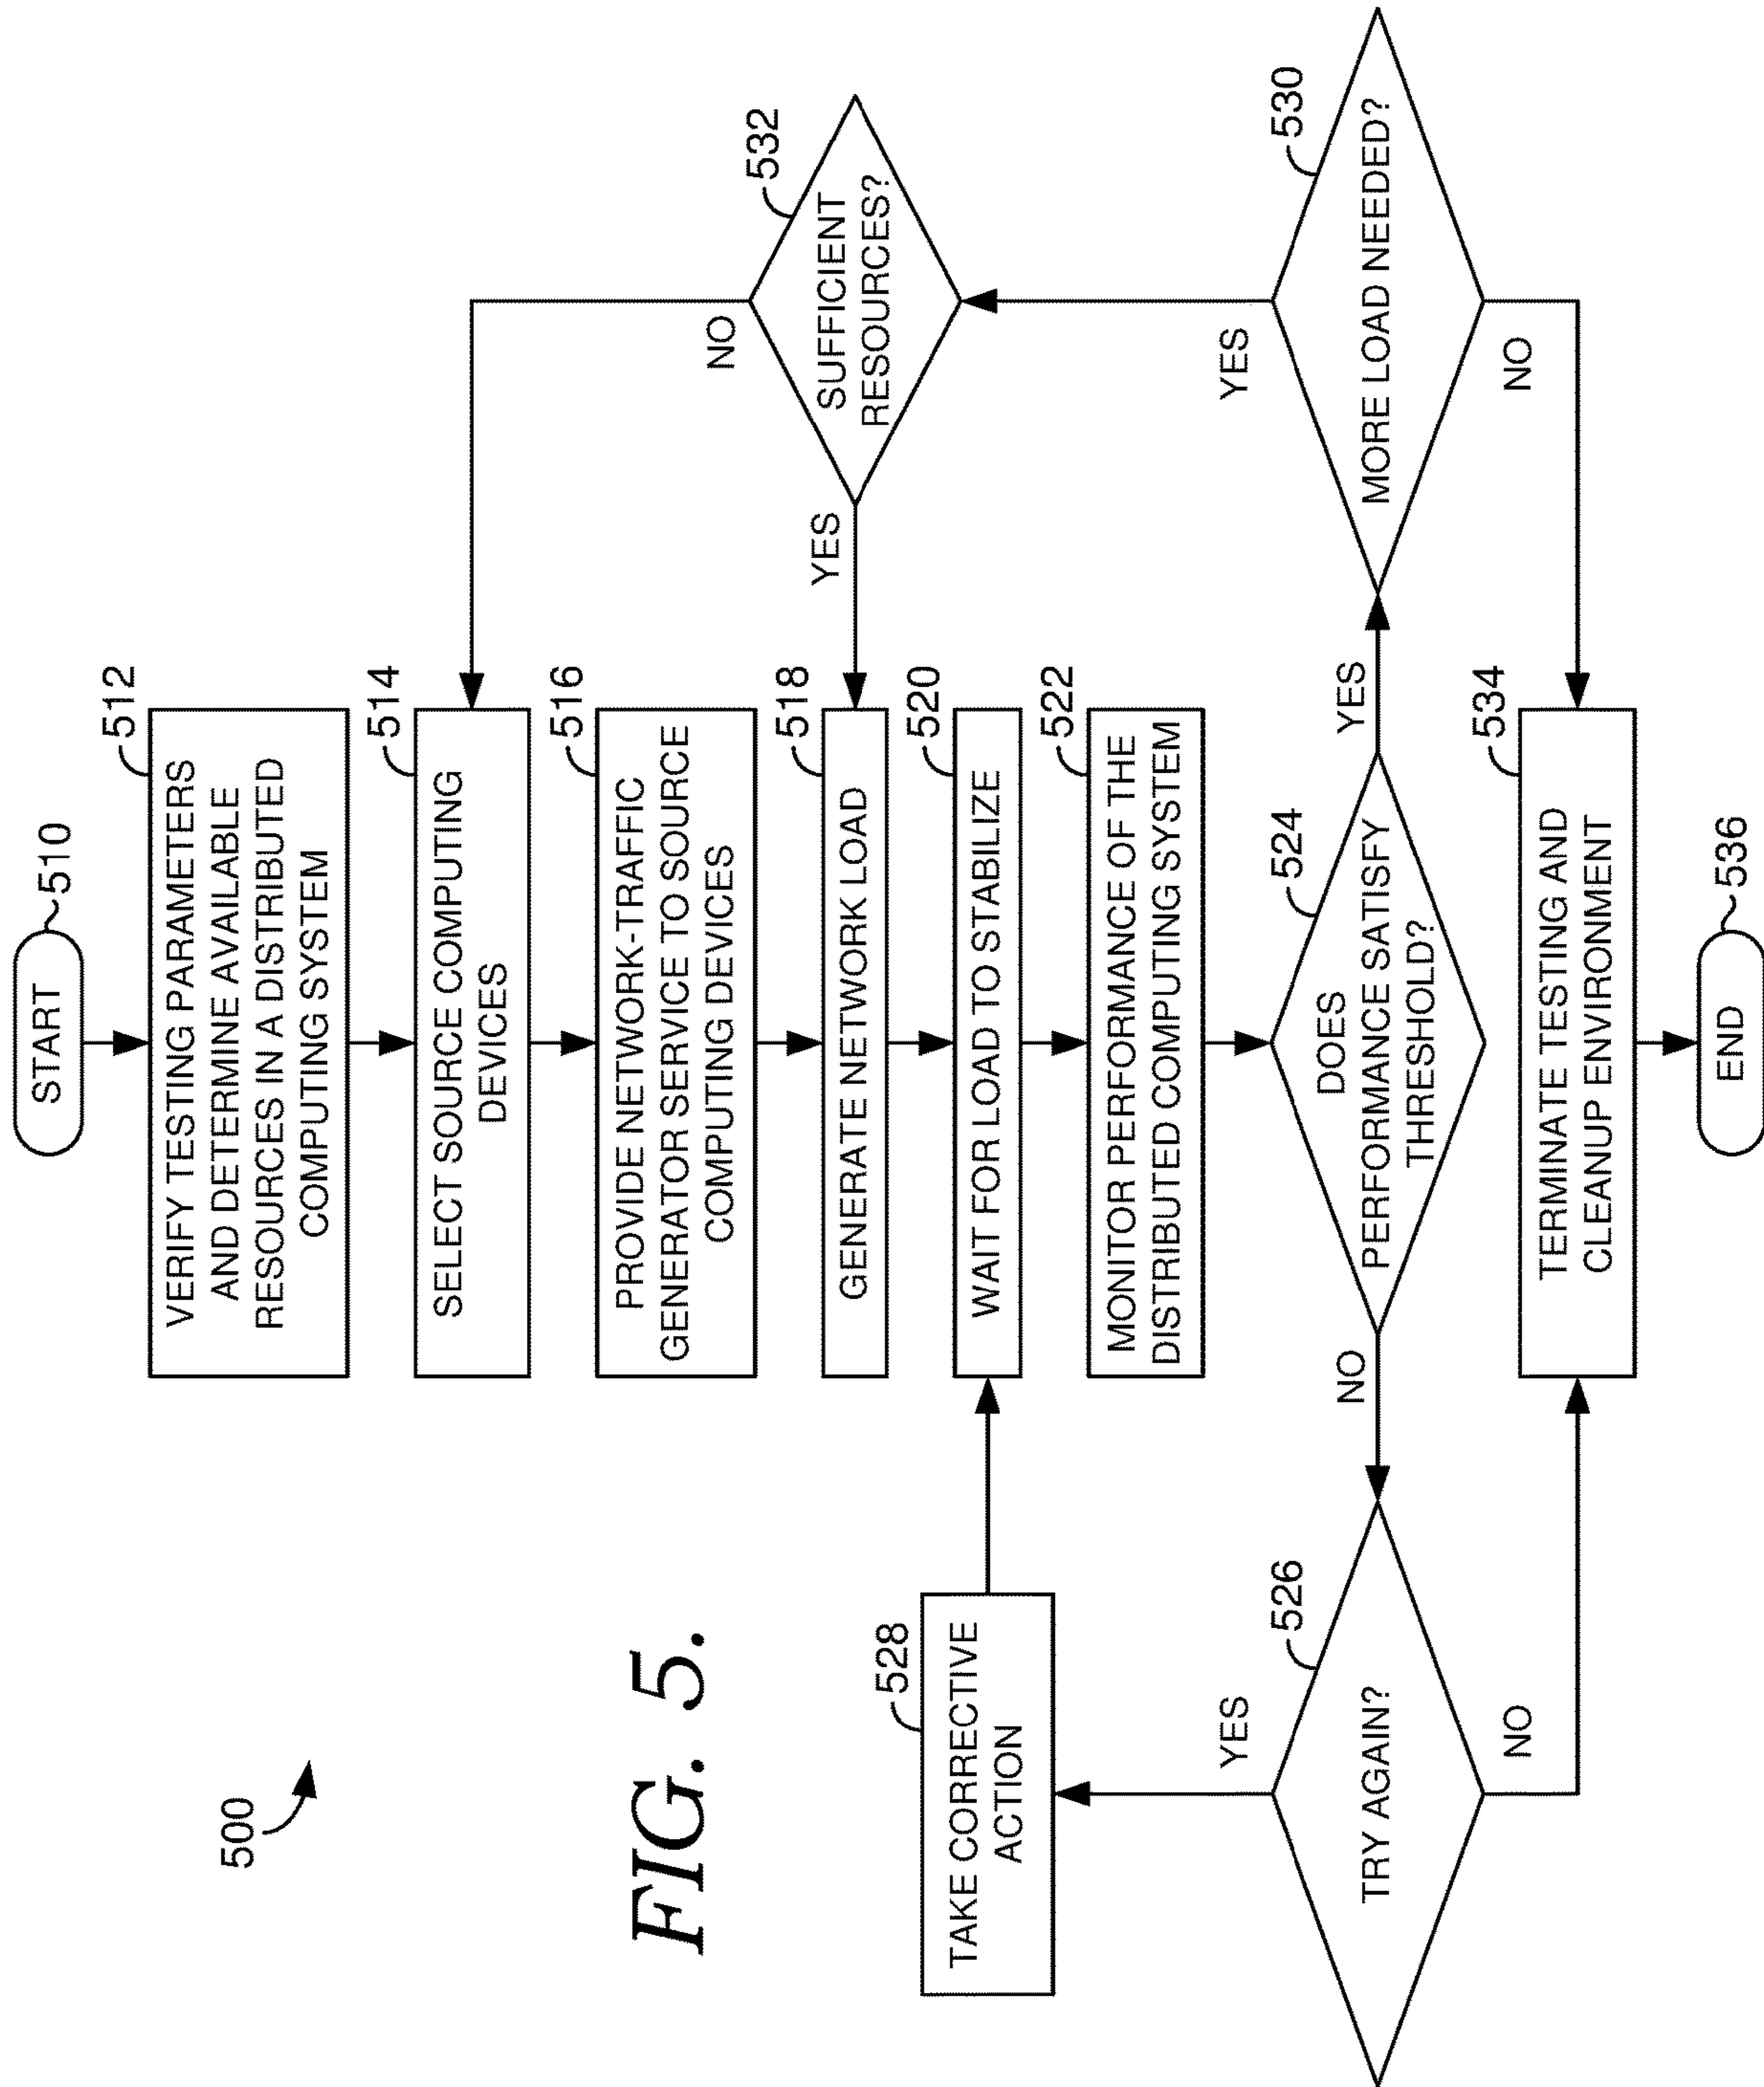 500
START
510
512
VERIFY TESTING PARAMETERS
AND DETERMINE AVAILABLE
RESOURCES IN A DISTRIBUTED
COMPUTING SYSTEM
514
SELECT SOURCE COMPUTING
DEVICES
516
PROVIDE NETWORK-TRAFFIC
GENERATOR SERVICE TO SOURCE
COMPUTING DEVICES
532
SUFFICIENT
RESOURCES?
NO
YES
518
GENERATE NETWORK LOAD
FIG. 5.
528
TAKE CORRECTIVE
ACTION
520
WAIT FOR LOAD TO STABILIZE
522
MONITOR PERFORMANCE OF THE
DISTRIBUTED COMPUTING SYSTEM
524
DOES
PERFORMANCE SATISFY
THRESHOLD?
NO
YES
526
TRY AGAIN?
YES
NO
530
MORE LOAD NEEDED?
YES
NO
534
TERMINATE TESTING AND
CLEANUP ENVIRONMENT
END
536